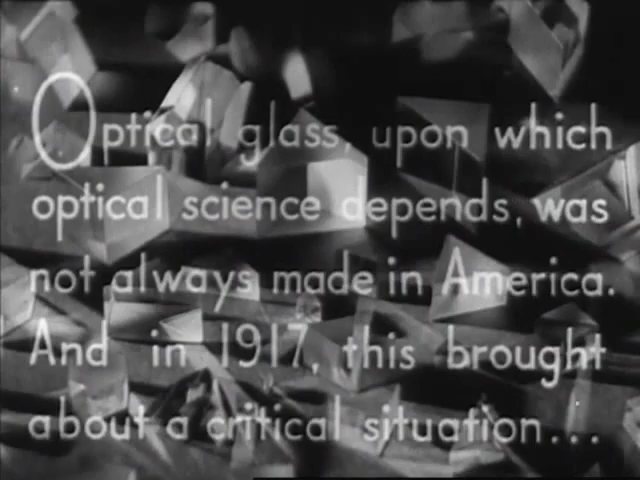 Optical glass, upon which
optical science depends, was
not always made in America.
And in 1917, this brought
about a critical situation...